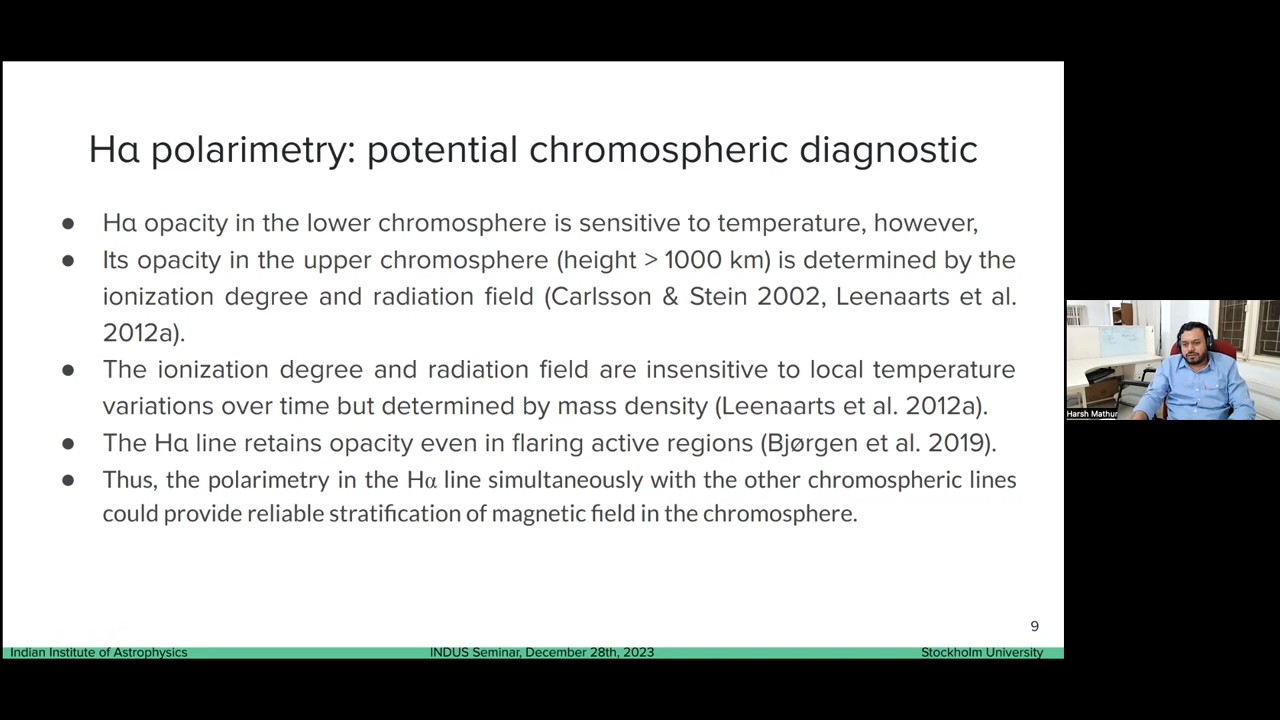 Hα polarimetry: potential chromospheric diagnostic
● Hα opacity in the lower chromosphere is sensitive to temperature, however,
● Its opacity in the upper chromosphere (height > 1000 km) is determined by the
ionization degree and radiation field (Carlsson & Stein 2002, Leenaarts et al.
2012a).
● The ionization degree and radiation field are insensitive to local temperature
variations over time but determined by mass density (Leenaarts et al. 2012a).
● The Hα line retains opacity even in flaring active regions (Bjørgen et al. 2019).
● Thus, the polarimetry in the Hα line simultaneously with the other chromospheric lines
could provide reliable stratification of magnetic field in the chromosphere.
9
Indian Institute of Astrophysics INDUS Seminar, December 28th, 2023 Stockholm University
Harsh Mathur